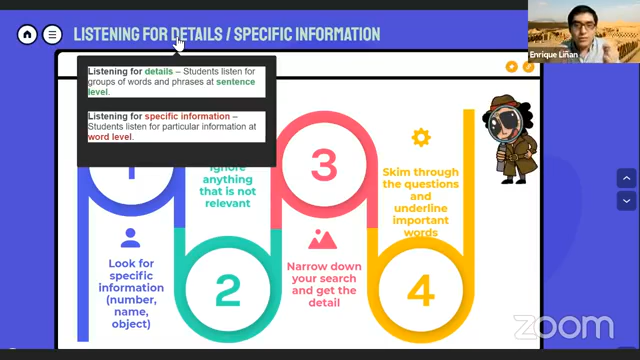 LISTENING FOR DETAILS / SPECIFIC INFORMATION
Enrique Liñan
Listening for details – Students listen for
groups of words and phrases at sentence
level.
Listening for specific information –
Students listen for particular information at
word level.
1
Look for
specific
information
(number,
name,
object)
Ignore
anything
that is not
relevant
2
3
Narrow down
your search
and get the
detail
Skim through
the questions
and
underline
important
words
4
zoom